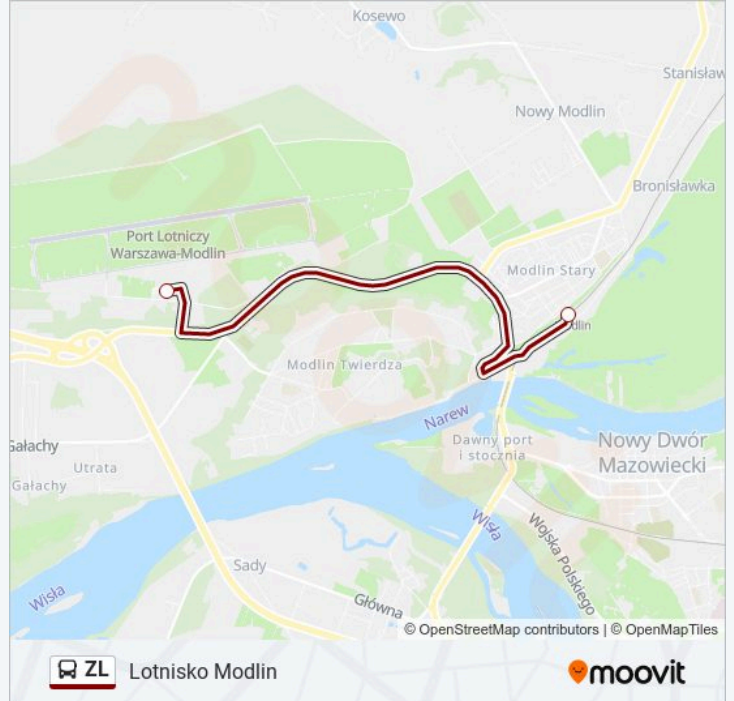 Kosewo
Stanisław
Nowy Modlin
Bronisławka
Port Lotniczy
Warszawa-Modlin
Modlin Stary
dlin
Modlin Twierdza
Narew
Dawny port
i stocznia
Nowy Dwór
Mazowiecki
Gałachy
Utrata
Gałachy
Wisła
Wojska Polskiego
Sady
Wisła
Główna
© OpenStreetMap contributors | © OpenMapTiles
ZL Lotnisko Modlin
moovit